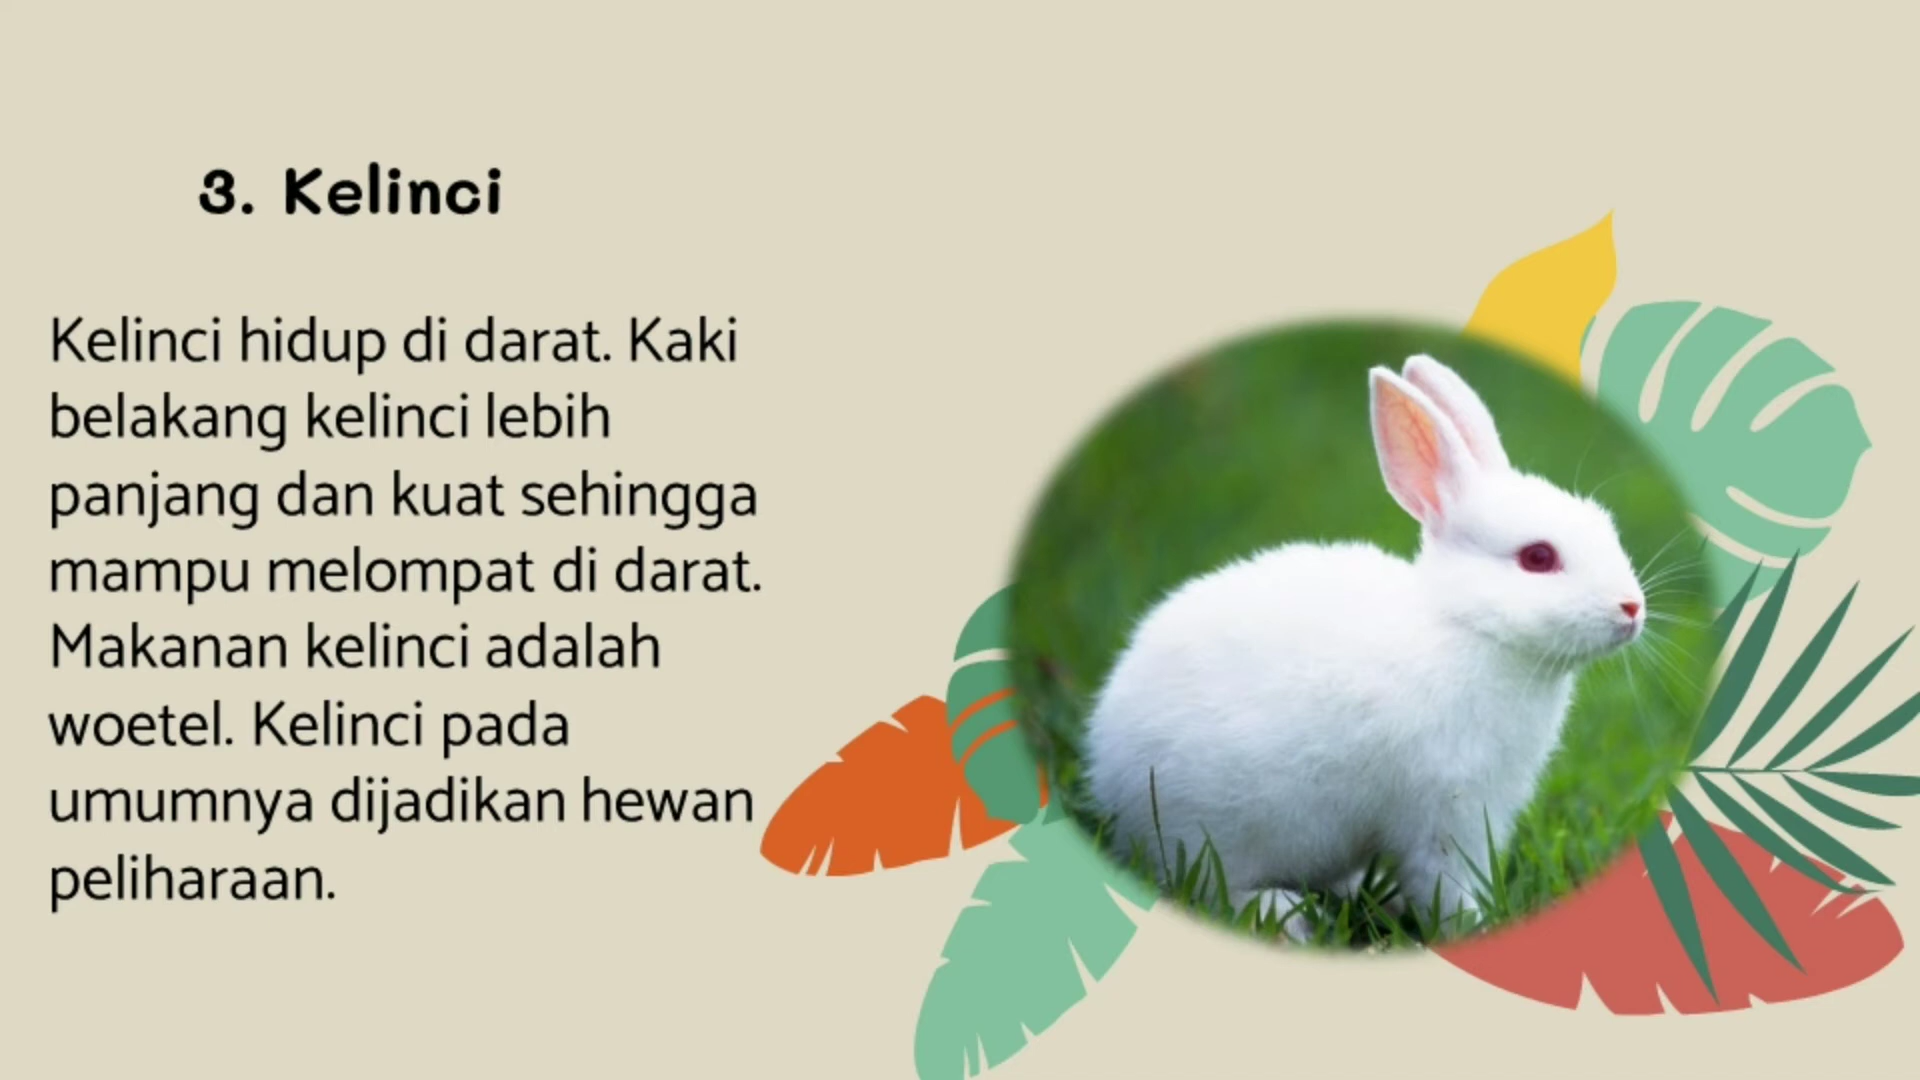 3. Kelinci
Kelinci hidup di darat. Kaki
belakang kelinci lebih
panjang dan kuat sehingga
mampu melompat di darat.
Makanan kelinci adalah
woetel. Kelinci pada
umumnya dijadikan hewan
peliharaan.